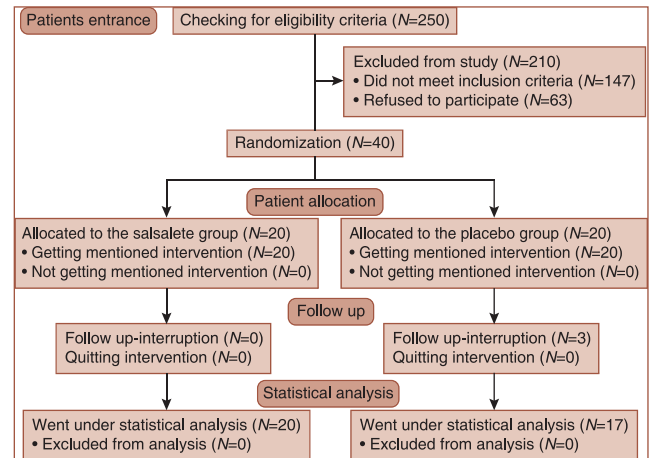 Patients entrance
Checking for eligibility criteria (N=250)
Excluded from study (N=210)
• Did not meet inclusion criteria (N=147)
• Refused to participate (N=63)
Randomization (N=40)
Patient allocation
Allocated to the salsalete group (N=20)
• Getting mentioned intervention (N=20)
• Not getting mentioned intervention (N=0)
Allocated to the placebo group (N=20)
• Getting mentioned intervention (N=20)
• Not getting mentioned intervention (N=0)
Follow up
Follow up-interruption (N=0)
Quitting intervention (N=0)
Follow up-interruption (N=3)
Quitting intervention (N=0)
Statistical analysis
Went under statistical analysis (N=20)
• Excluded from analysis (N=0)
Went under statistical analysis (N=17)
• Excluded from analysis (N=0)